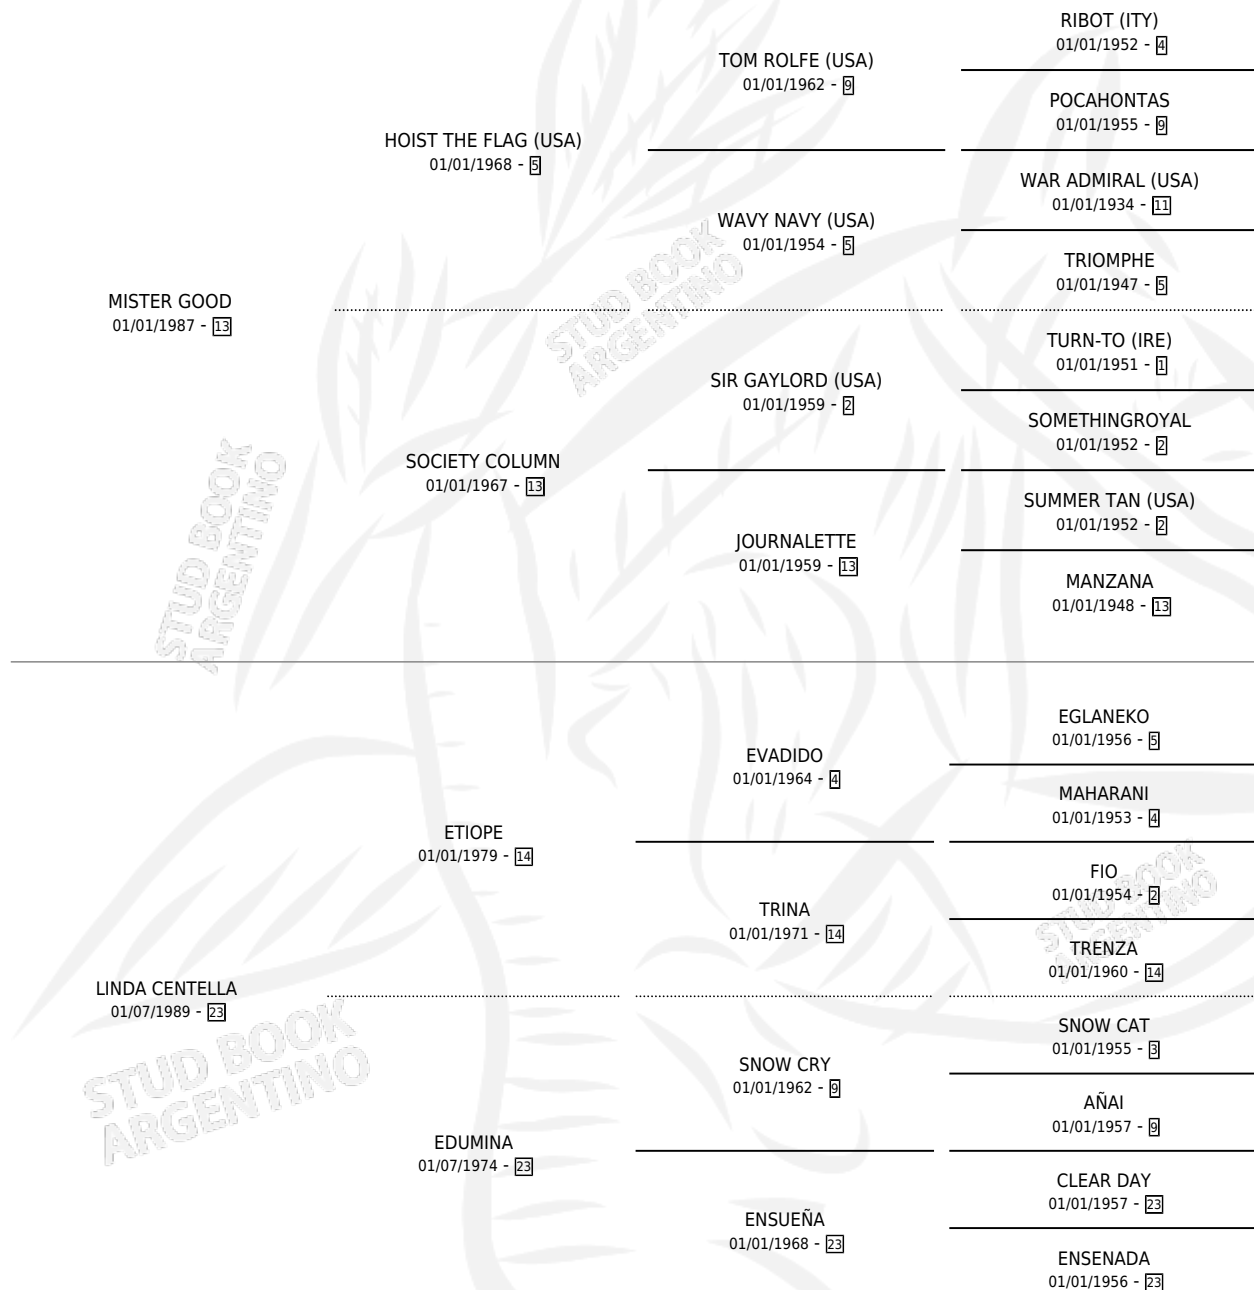 RIBOT (ITY)
01/01/1952 - 4
TOM ROLFE (USA)
01/01/1962 - 9
POCAHONTAS
01/01/1955 - 9
HOIST THE FLAG (USA)
01/01/1968 - 5
WAR ADMIRAL (USA)
01/01/1934 - 11
WAVY NAVY (USA)
01/01/1954 - 5
TRIOMPHE
01/01/1947 - 5
MISTER GOOD
01/01/1987 - 13
STUD BOOK
ARGENTINO
TURN-TO (IRE)
01/01/1951 - 1
SIR GAYLORD (USA)
01/01/1959 - 2
SOMETHINGROYAL
01/01/1952 - 2
SOCIETY COLUMN
01/01/1967 - 13
SUMMER TAN (USA)
01/01/1952 - 2
JOURNALETTE
01/01/1959 - 13
MANZANA
01/01/1948 - 13
STUD BOOK
ARGENTINO
EGLANEKO
01/01/1956 - 5
EVADIDO
01/01/1964 - 4
MAHARANI
01/01/1953 - 4
ETIOPE
01/01/1979 - 14
FIO
01/01/1954 - 2
TRINA
01/01/1971 - 14
TRENZA
01/01/1960 - 14
STUD BOOK
ARGENTINO
LINDA CENTELLA
01/07/1989 - 23
SNOW CAT
01/01/1955 - 3
SNOW CRY
01/01/1962 - 9
AÑAI
01/01/1957 - 9
STUD BOOK
ARGENTINO
EDUMINA
01/07/1974 - 23
CLEAR DAY
01/01/1957 - 23
ENSUEÑA
01/01/1968 - 23
ENSENADA
01/01/1956 - 23